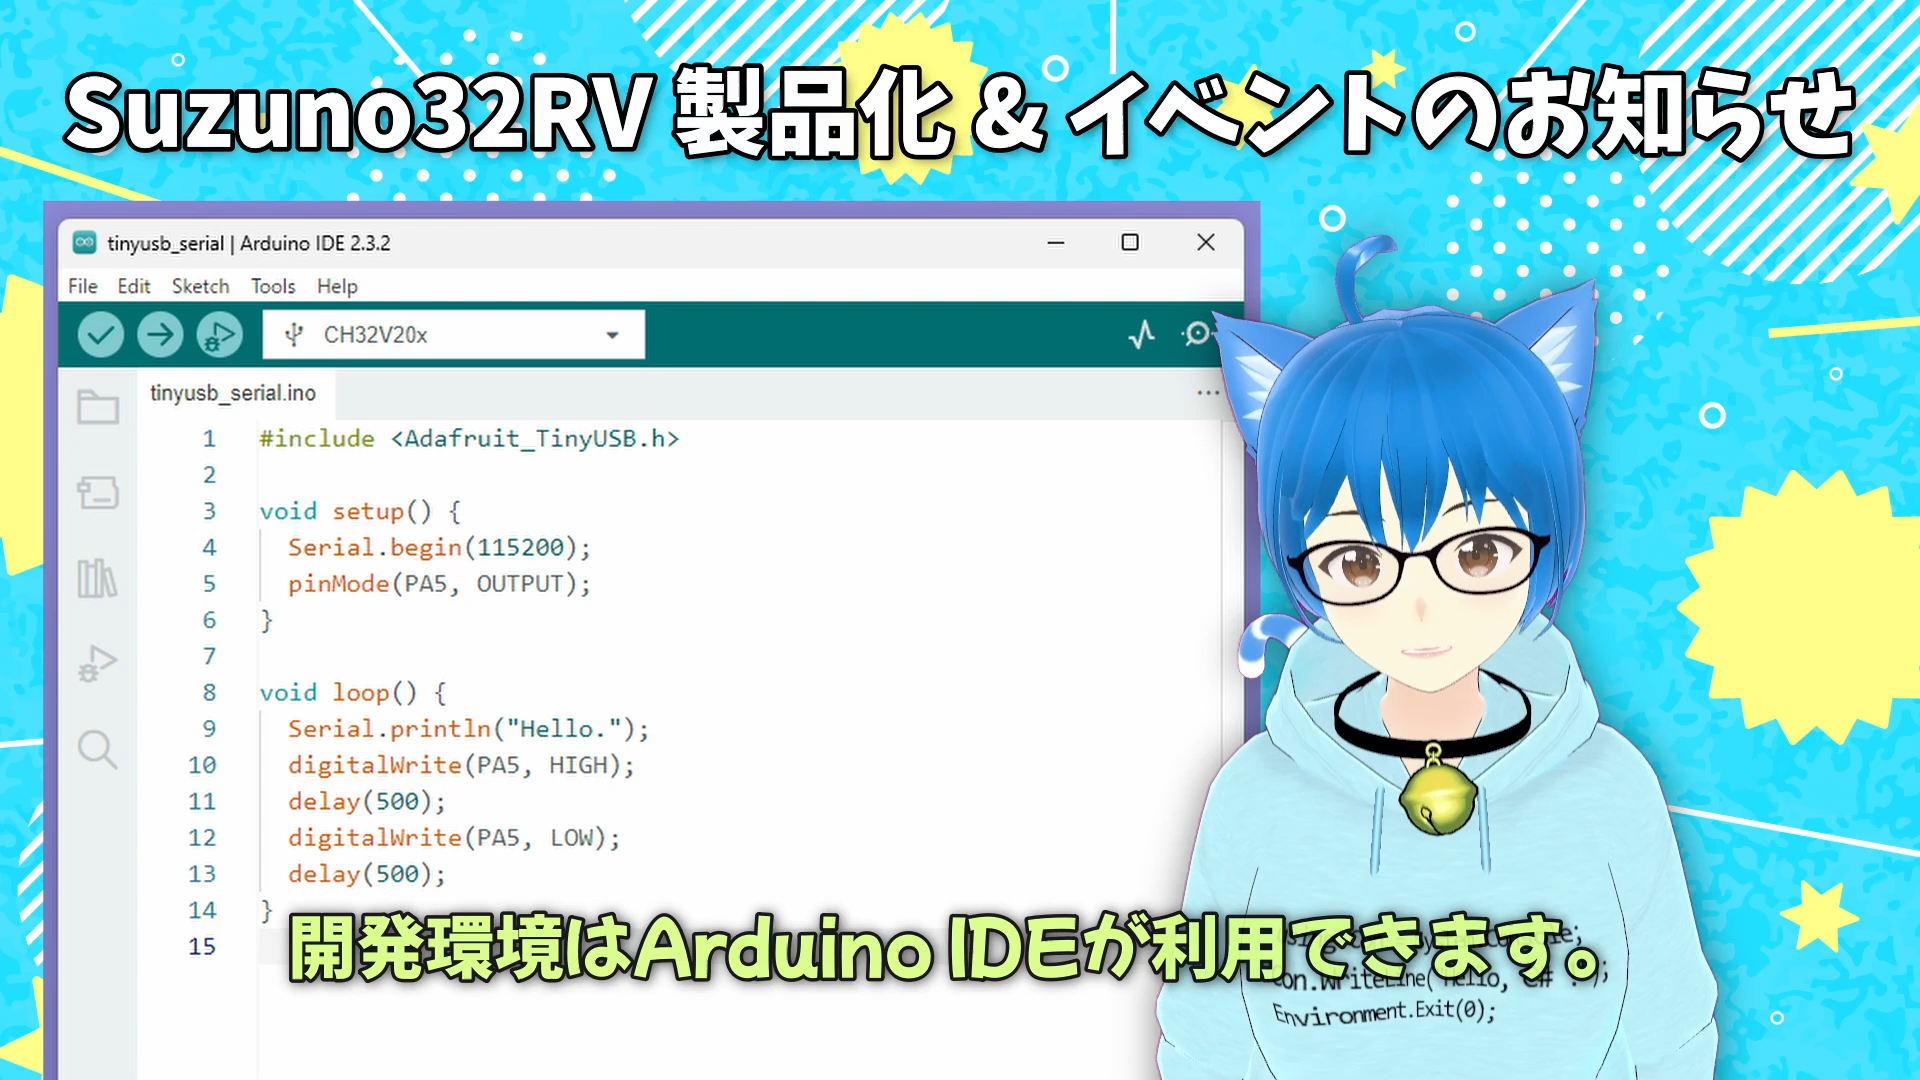 Suzuno32RV 製品化 & イベントのお知らせ
tinyusb_serial | Arduino IDE 2.3.2
File Edit Sketch Tools Help
CH32V20x
tinyusb_serial.ino
1 #include <Adafruit_TinyUSB.h>
2
3 void setup() {
4 Serial.begin(115200);
5 pinMode(PA5, OUTPUT);
6 }
7
8 void loop() {
9 Serial.println("Hello.");
10 digitalWrite(PA5, HIGH);
11 delay(500);
12 digitalWrite(PA5, LOW);
13 delay(500);
14 }
15
開発環境はArduino IDEが利用できます。
Environment.Exit(0);